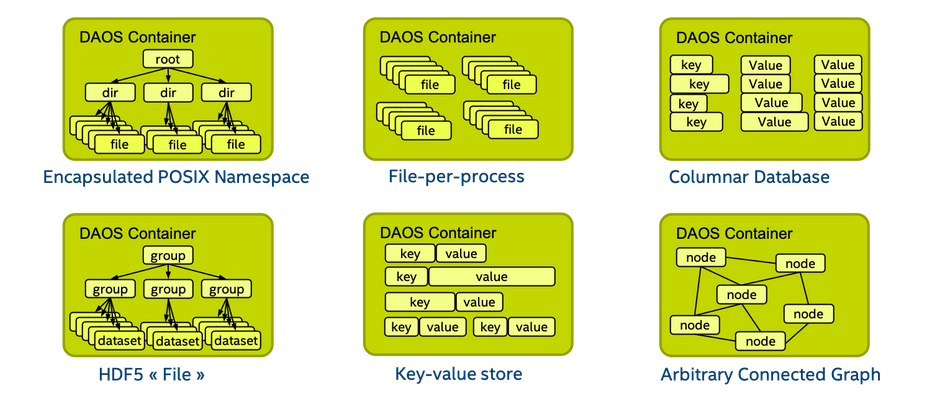 DAOS Container
root
dir dir dir
file file file
Encapsulated POSIX Namespace
DAOS Container
file file
file file
File-per-process
DAOS Container
key Value Value
key Value Value
key Value Value
key Value Value
Columnar Database
DAOS Container
group
group group group
dataset dataset dataset
HDF5 « File »
DAOS Container
key value
key value
key value
key value key value
Key-value store
DAOS Container
node node
node
node node
node
Arbitrary Connected Graph